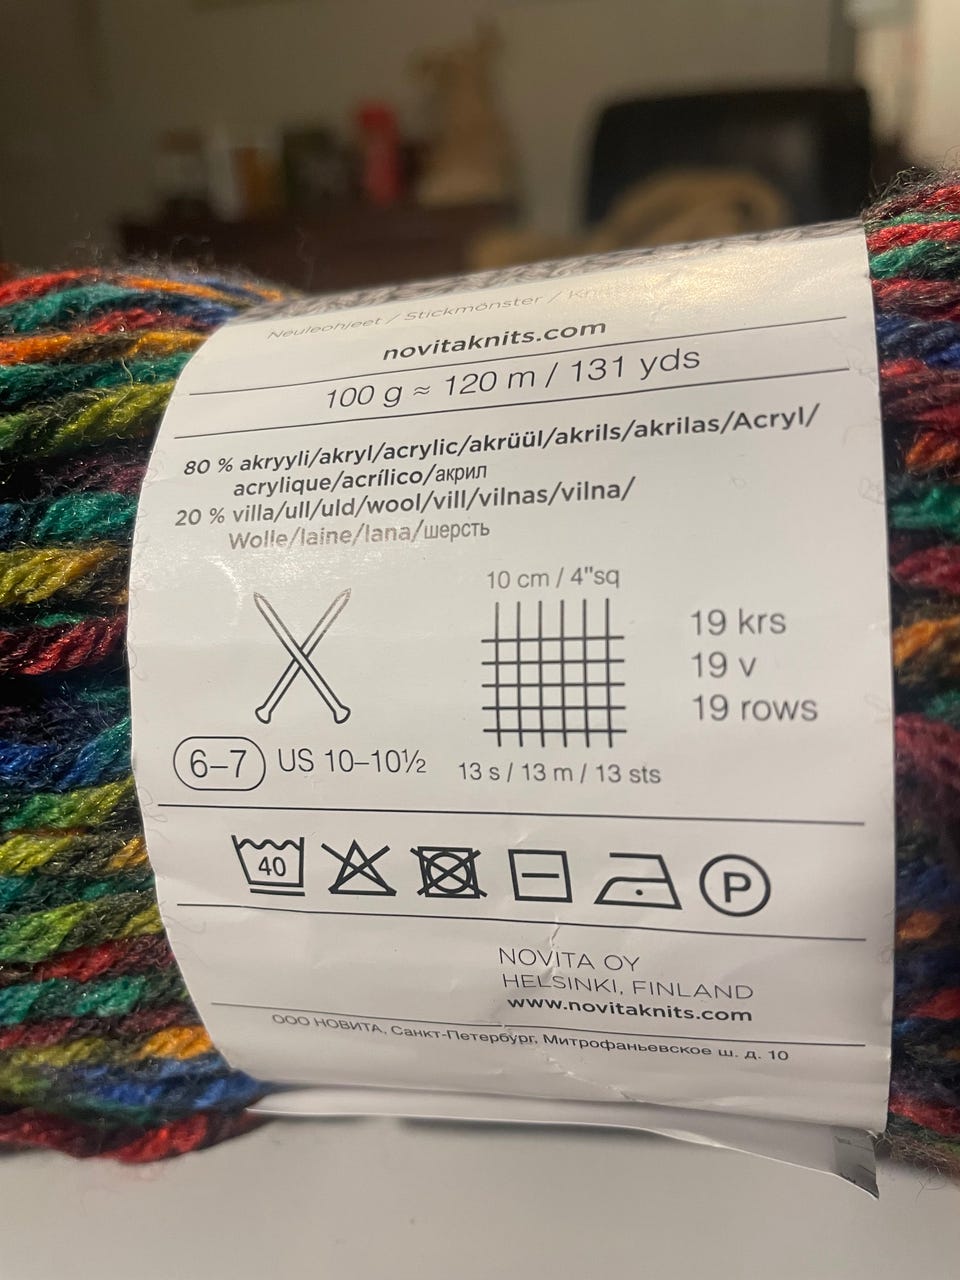 Neuleohjeet / Stickmönster /
novitaknits.com
100 g ≈ 120 m / 131 yds
80 % akryyli/akryl/acrylic/akrüül/akrils/akrilas/Acryl/
acrylique/acrílico/акрил
20 % villa/ull/uld/wool/vill/vilnas/vilna/
Wolle/laine/lana/шерсть
10 cm / 4"sq
19 krs
19 v
19 rows
6–7 US 10–10½
13 s / 13 m / 13 sts
40
P
NOVITA OY
HELSINKI, FINLAND
www.novitaknits.com
ООО НОВИТА, Санкт-Петербург, Митрофаньевское ш. д. 10